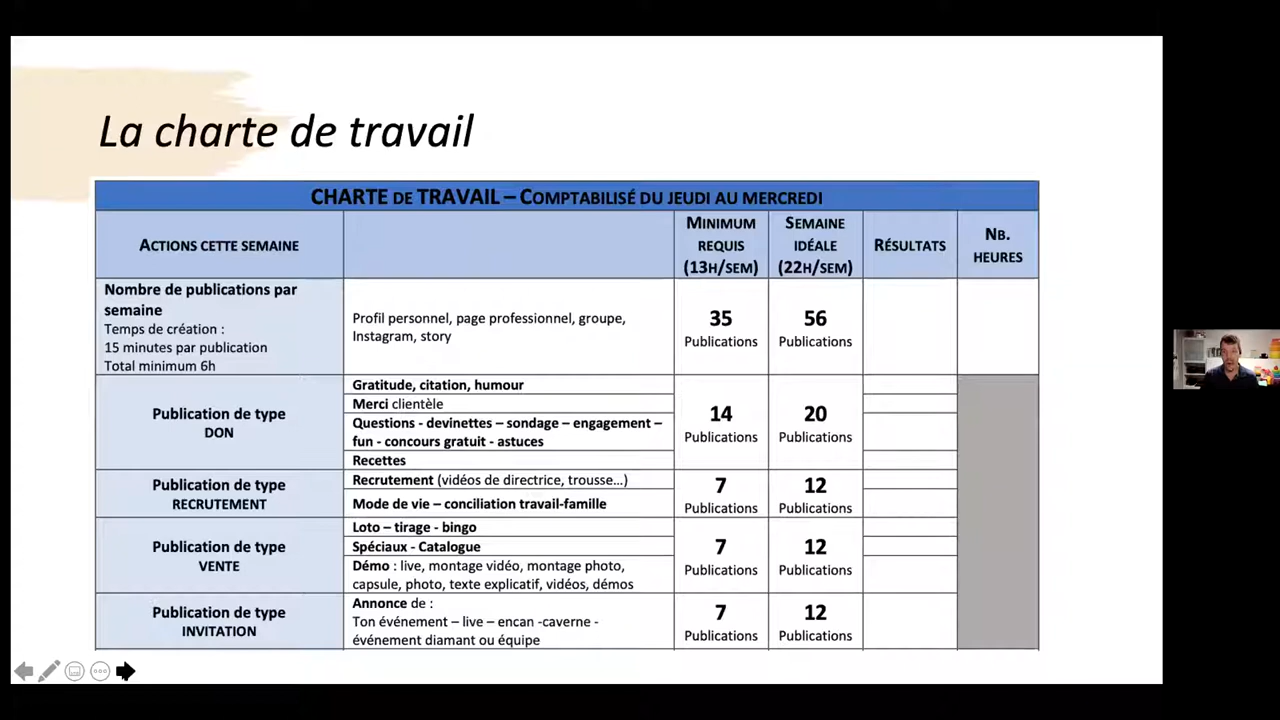 La charte de travail
CHARTE DE TRAVAIL – COMPTABILISÉ DU JEUDI AU MERCREDI
ACTIONS CETTE SEMAINE
MINIMUM
REQUIS
(13H/SEM)
SEMAINE
IDÉALE
(22H/SEM)
RÉSULTATS
NB.
HEURES
Nombre de publications par
semaine
Temps de création :
15 minutes par publication
Total minimum 6h
Profil personnel, page professionnel, groupe,
Instagram, story
35
Publications
56
Publications
Publication de type
DON
Gratitude, citation, humour
Merci clientèle
Questions - devinettes – sondage – engagement –
fun - concours gratuit - astuces
Recettes
14
Publications
20
Publications
Publication de type
RECRUTEMENT
Recrutement (vidéos de directrice, trousse…)
Mode de vie – conciliation travail-famille
7
Publications
12
Publications
Publication de type
VENTE
Loto – tirage - bingo
Spéciaux - Catalogue
Démo : live, montage vidéo, montage photo,
capsule, photo, texte explicatif, vidéos, démos
7
Publications
12
Publications
Publication de type
INVITATION
Annonce de :
Ton événement – live – encan -caverne -
événement diamant ou équipe
7
Publications
12
Publications